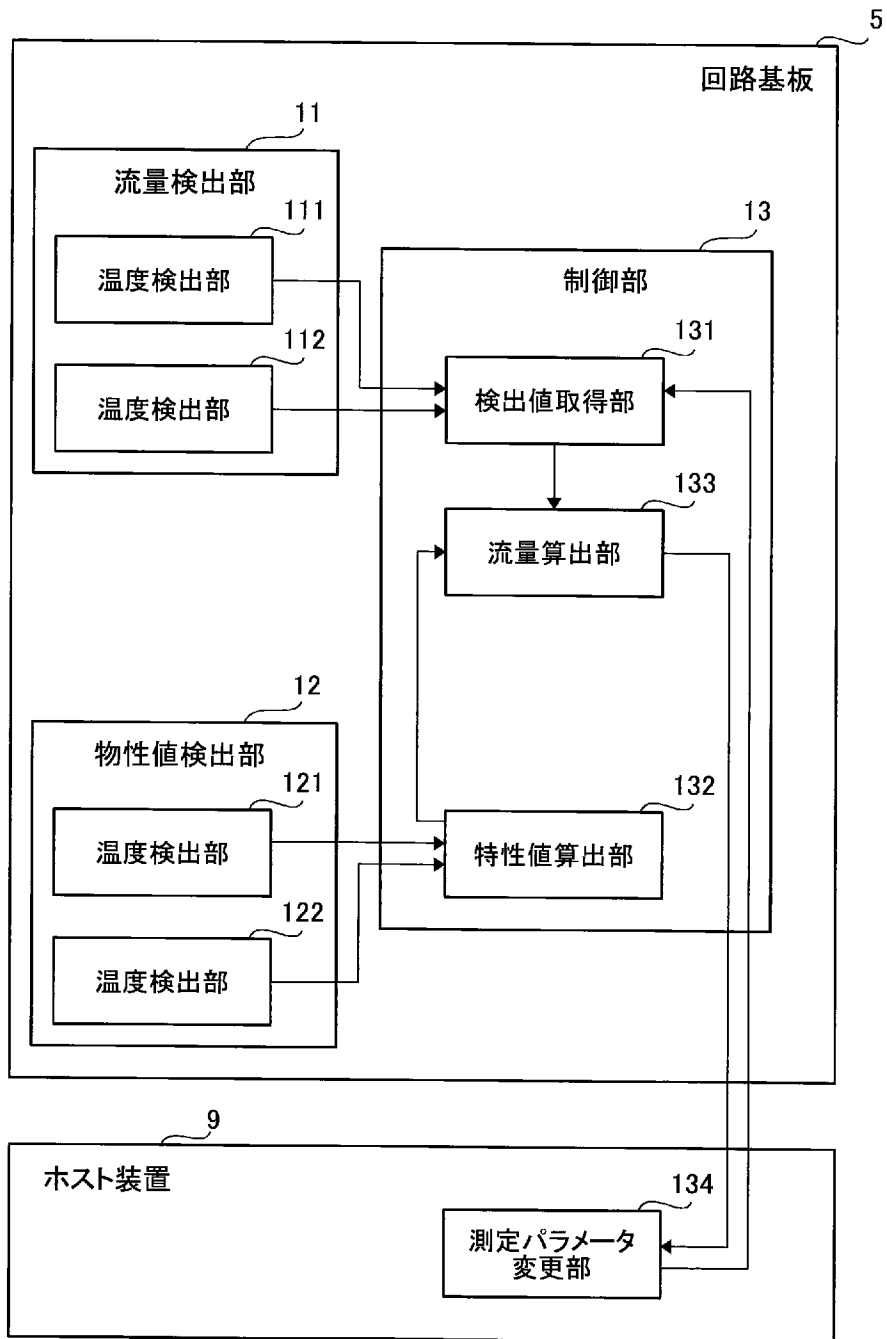 5
回路基板
11
流量検出部
111
温度検出部
112
温度検出部
13
制御部
131
検出値取得部
133
流量算出部
12
物性値検出部
121
温度検出部
122
温度検出部
132
特性値算出部
9
ホスト装置
134
測定パラメータ
変更部